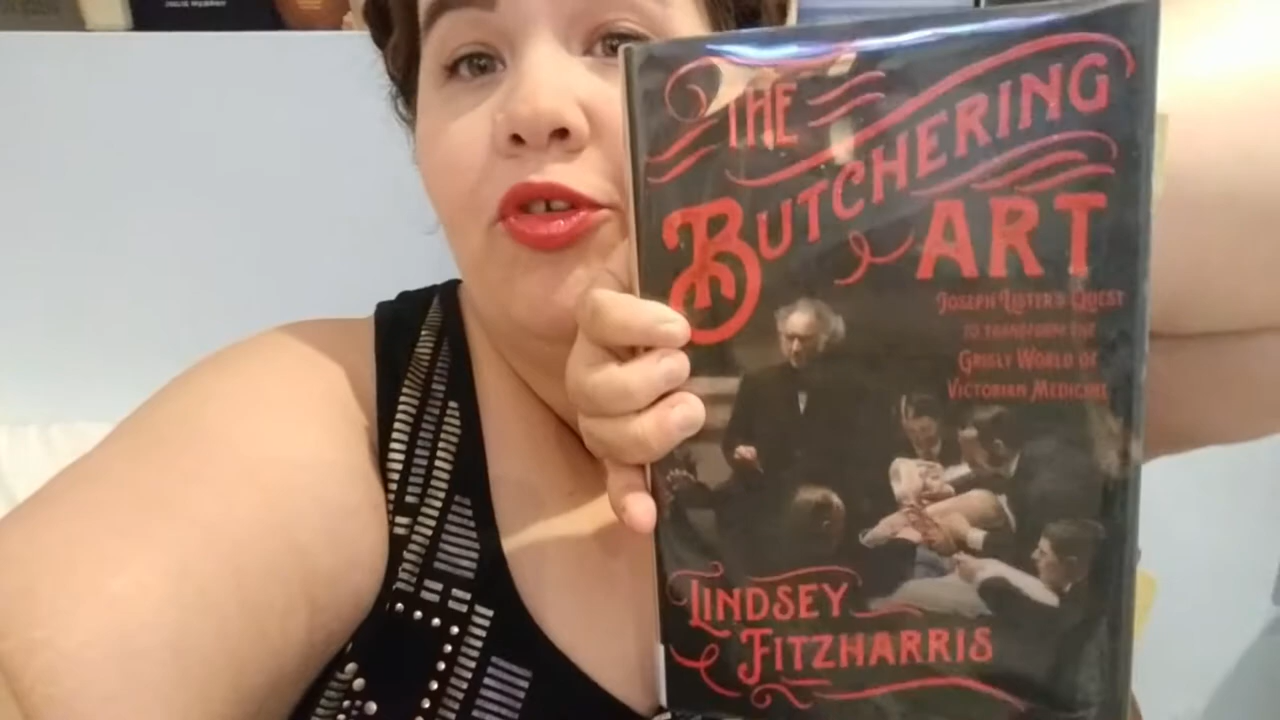 THE
BUTCHERING
ART
JOSEPH LISTER'S QUEST
TO TRANSFORM THE
GRISLY WORLD OF
VICTORIAN MEDICINE
LINDSEY
FITZHARRIS